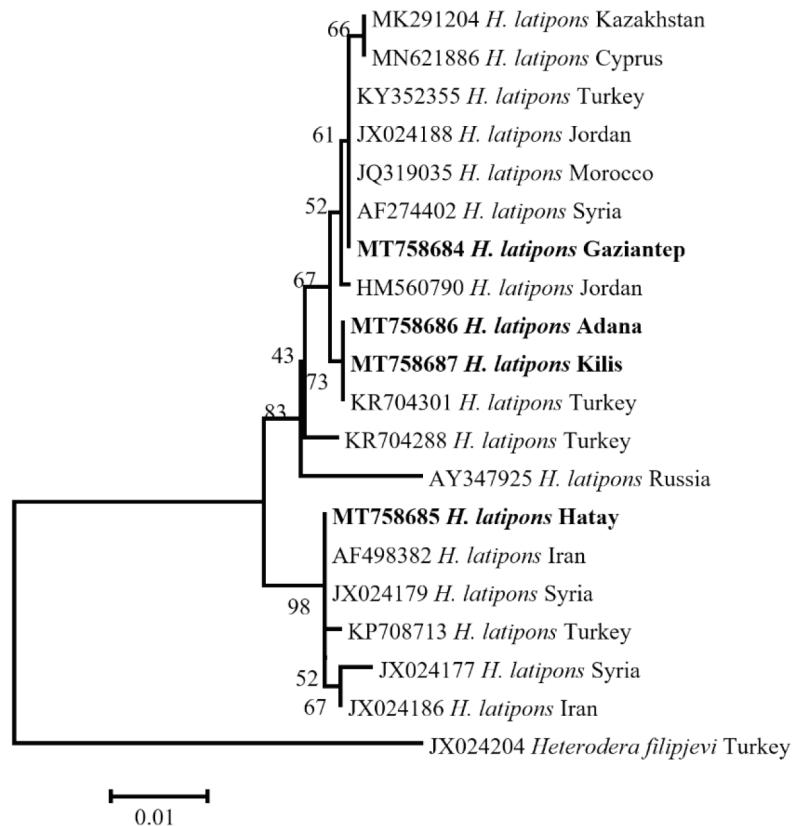 66
MK291204 H. latipons Kazakhstan
MN621886 H. latipons Cyprus
KY352355 H. latipons Turkey
61
JX024188 H. latipons Jordan
JQ319035 H. latipons Morocco
52
AF274402 H. latipons Syria
MT758684 H. latipons Gaziantep
67
HM560790 H. latipons Jordan
MT758686 H. latipons Adana
43
MT758687 H. latipons Kilis
73
KR704301 H. latipons Turkey
83
KR704288 H. latipons Turkey
AY347925 H. latipons Russia
MT758685 H. latipons Hatay
AF498382 H. latipons Iran
JX024179 H. latipons Syria
98
KP708713 H. latipons Turkey
JX024177 H. latipons Syria
52
67
JX024186 H. latipons Iran
JX024204 Heterodera filipjevi Turkey
0.01